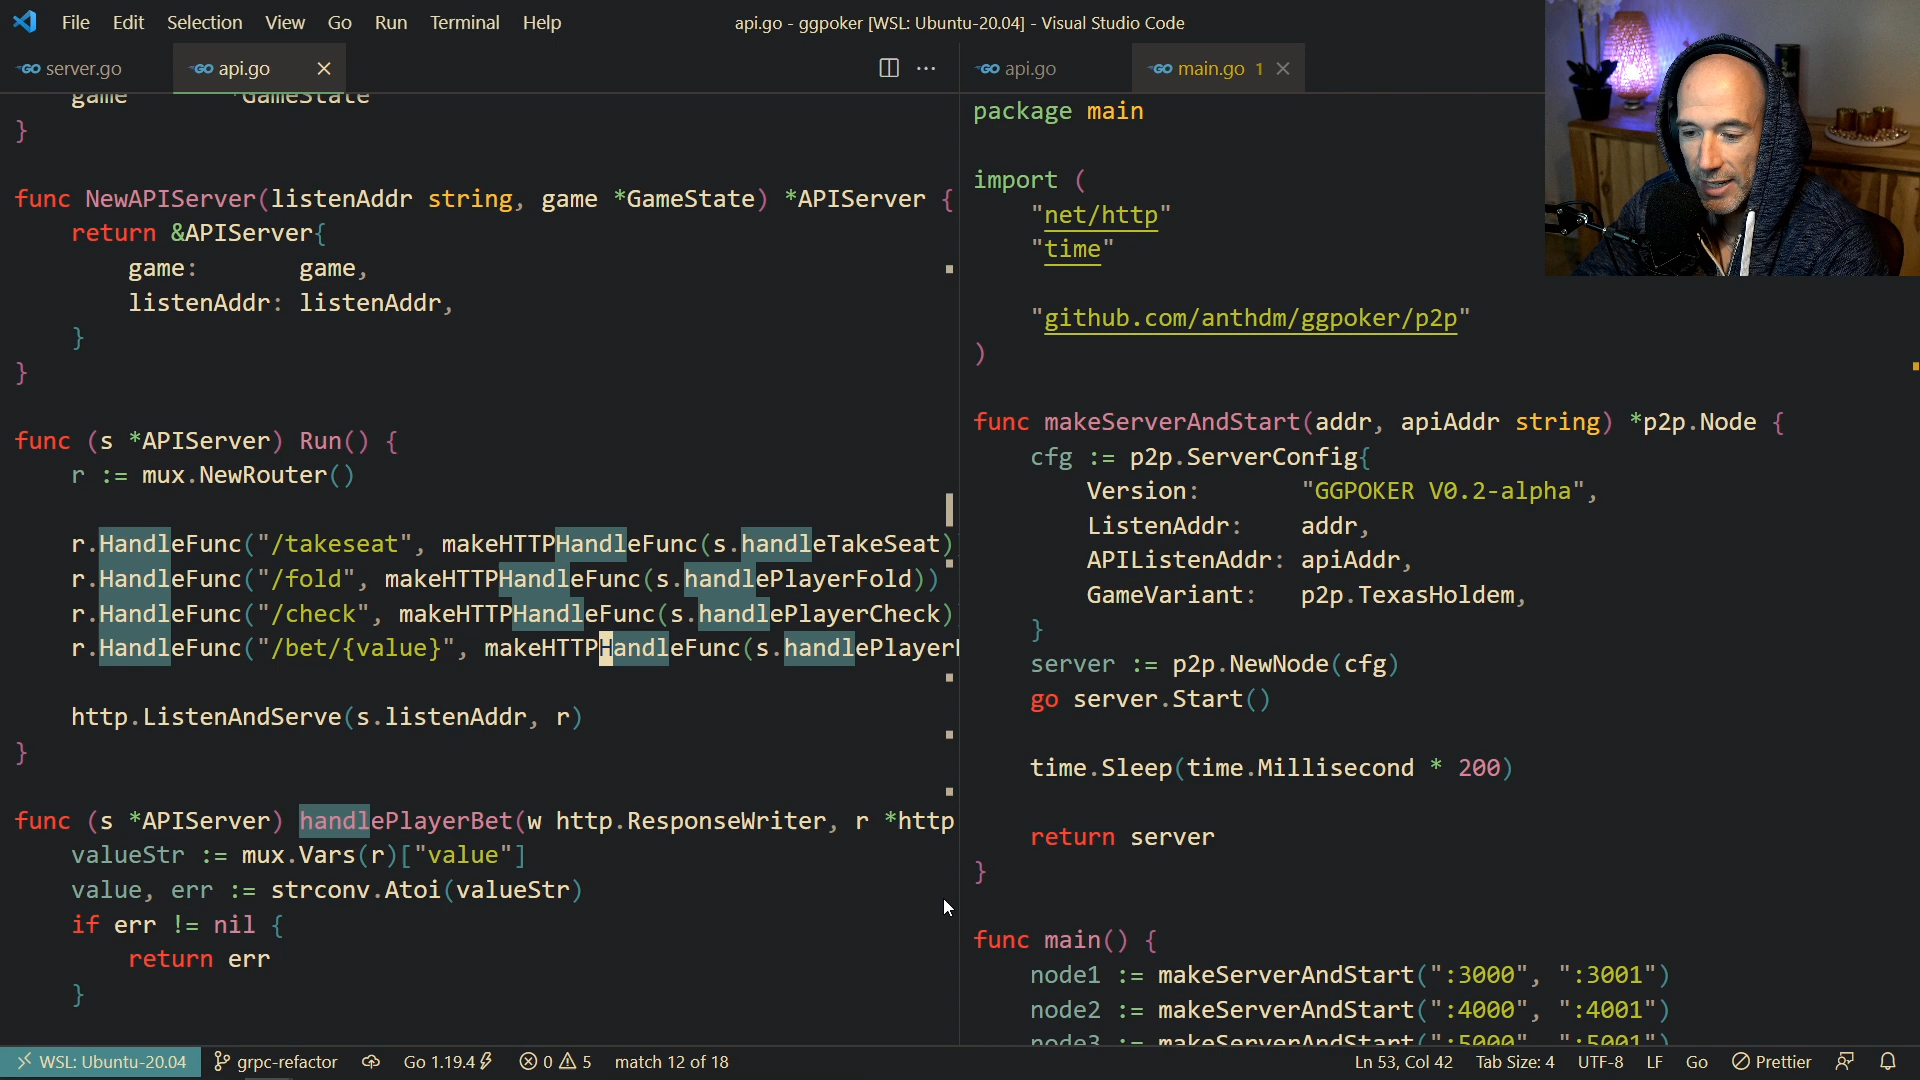 File Edit Selection View Go Run Terminal Help
api.go - ggpoker [WSL: Ubuntu-20.04] - Visual Studio Code
server.go
api.go
game *GameState
}
func NewAPIServer(listenAddr string, game *GameState) *APIServer {
return &APIServer{
game: game,
listenAddr: listenAddr,
}
}
func (s *APIServer) Run() {
r := mux.NewRouter()
r.HandleFunc("/takeseat", makeHTTPHandleFunc(s.handleTakeSeat)
r.HandleFunc("/fold", makeHTTPHandleFunc(s.handlePlayerFold))
r.HandleFunc("/check", makeHTTPHandleFunc(s.handlePlayerCheck)
r.HandleFunc("/bet/{value}", makeHTTPHandleFunc(s.handlePlayer
http.ListenAndServe(s.listenAddr, r)
}
func (s *APIServer) handlePlayerBet(w http.ResponseWriter, r *http
valueStr := mux.Vars(r)["value"]
value, err := strconv.Atoi(valueStr)
if err != nil {
return err
}
api.go
main.go 1
package main
import (
"net/http"
"time"
"github.com/anthdm/ggpoker/p2p"
)
func makeServerAndStart(addr, apiAddr string) *p2p.Node {
cfg := p2p.ServerConfig{
Version: "GGPOKER V0.2-alpha",
ListenAddr: addr,
APIListenAddr: apiAddr,
GameVariant: p2p.TexasHoldem,
}
server := p2p.NewNode(cfg)
go server.Start()
time.Sleep(time.Millisecond * 200)
return server
}
func main() {
node1 := makeServerAndStart(":3000", ":3001")
node2 := makeServerAndStart(":4000", ":4001")
node3 := makeServerAndStart(":5000", ":5001")
WSL: Ubuntu-20.04 grpc-refactor Go 1.19.4 0 5 match 12 of 18
Ln 53, Col 42 Tab Size: 4 UTF-8 LF Go Prettier